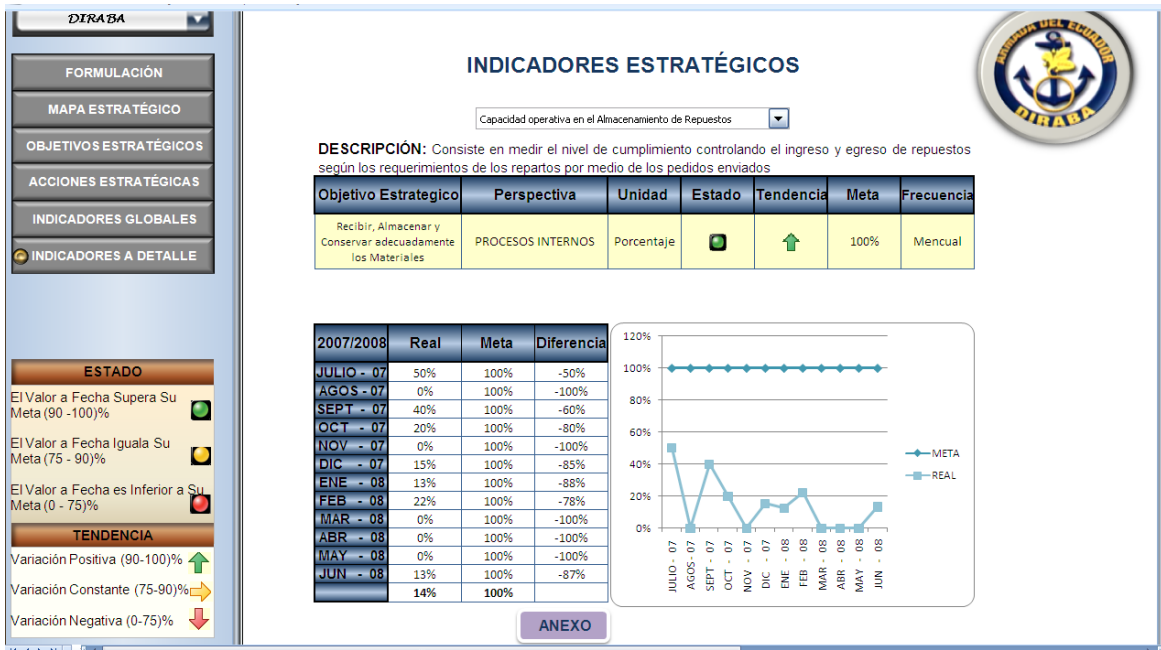 DIRABA
FORMULACIÓN
MAPA ESTRATÉGICO
OBJETIVOS ESTRATÉGICOS
ACCIONES ESTRATÉGICAS
INDICADORES GLOBALES
INDICADORES A DETALLE
ESTADO
El Valor a Fecha Supera Su
Meta (90 -100)%
El Valor a Fecha Iguala Su
Meta (75 - 90)%
El Valor a Fecha es Inferior a Su
Meta (0 - 75)%
TENDENCIA
Variación Positiva (90-100)%
Variación Constante (75-90)%
Variación Negativa (0-75)%
INDICADORES ESTRATÉGICOS
ARMADA DEL ECUADOR
DIRABA
Capacidad operativa en el Almacenamiento de Repuestos
DESCRIPCIÓN: Consiste en medir el nivel de cumplimiento controlando el ingreso y egreso de repuestos
según los requerimientos de los repartos por medio de los pedidos enviados
Objetivo Estrategico Perspectiva Unidad Estado Tendencia Meta Frecuencia
Recibir, Almacenar y
Conservar adecuadamente PROCESOS INTERNOS Porcentaje 100% Mencual
los Materiales
2007/2008 Real Meta Diferencia
JULIO - 07 50% 100% -50%
AGOS - 07 0% 100% -100%
SEPT - 07 40% 100% -60%
OCT - 07 20% 100% -80%
NOV - 07 0% 100% -100%
DIC - 07 15% 100% -85%
ENE - 08 13% 100% -88%
FEB - 08 22% 100% -78%
MAR - 08 0% 100% -100%
ABR - 08 0% 100% -100%
MAY - 08 0% 100% -100%
JUN - 08 13% 100% -87%
14% 100%
120%
100%
80%
60%
40%
20%
0%
JULIO - 07
AGOS - 07
SEPT - 07
OCT - 07
NOV - 07
DIC - 07
ENE - 08
FEB - 08
MAR - 08
ABR - 08
MAY - 08
JUN - 08
META
REAL
ANEXO